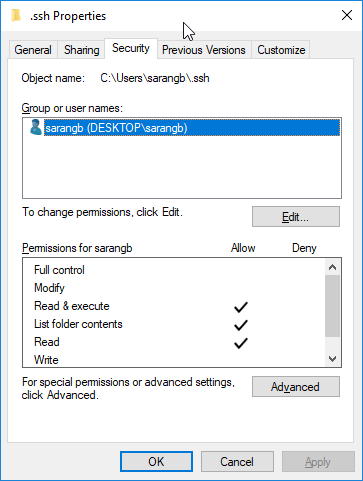 .ssh Properties
General Sharing Security Previous Versions Customize
Object name: C:\Users\sarangb\.ssh
Group or user names:
sarangb (DESKTOP\sarangb)
To change permissions, click Edit.
Edit...
Permissions for sarangb Allow Deny
Full control
Modify
Read & execute
List folder contents
Read
Write
For special permissions or advanced settings,
click Advanced.
Advanced
OK Cancel Apply